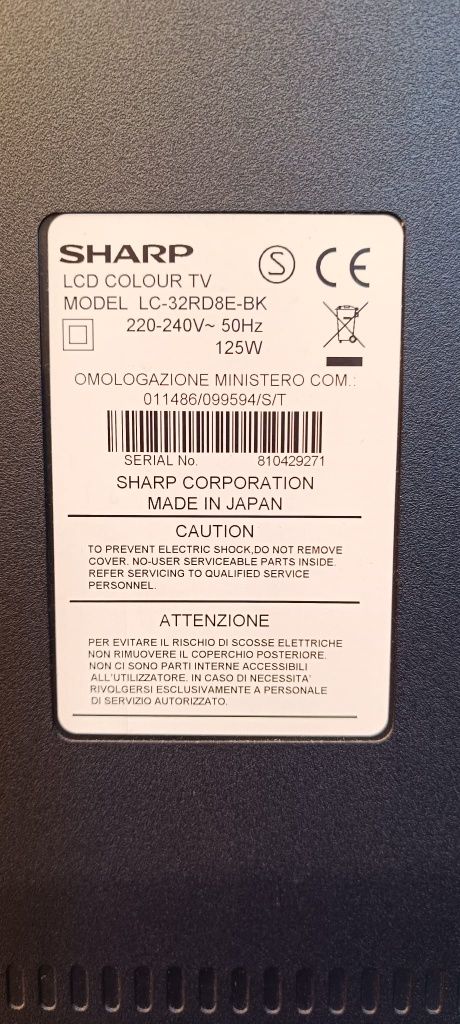 SHARP
S
CE
LCD COLOUR TV
MODEL LC-32RD8E-BK
220-240V~ 50Hz
125W
OMOLOGAZIONE MINISTERO COM.:
011486/099594/S/T
SERIAL No. 810429271
SHARP CORPORATION
MADE IN JAPAN
CAUTION
TO PREVENT ELECTRIC SHOCK,DO NOT REMOVE
COVER. NO-USER SERVICEABLE PARTS INSIDE.
REFER SERVICING TO QUALIFIED SERVICE
PERSONNEL.
ATTENZIONE
PER EVITARE IL RISCHIO DI SCOSSE ELETTRICHE
NON RIMUOVERE IL COPERCHIO POSTERIORE.
NON CI SONO PARTI INTERNE ACCESSIBILI
ALL'UTILIZZATORE. IN CASO DI NECESSITA'
RIVOLGERSI ESCLUSIVAMENTE A PERSONALE
DI SERVIZIO AUTORIZZATO.